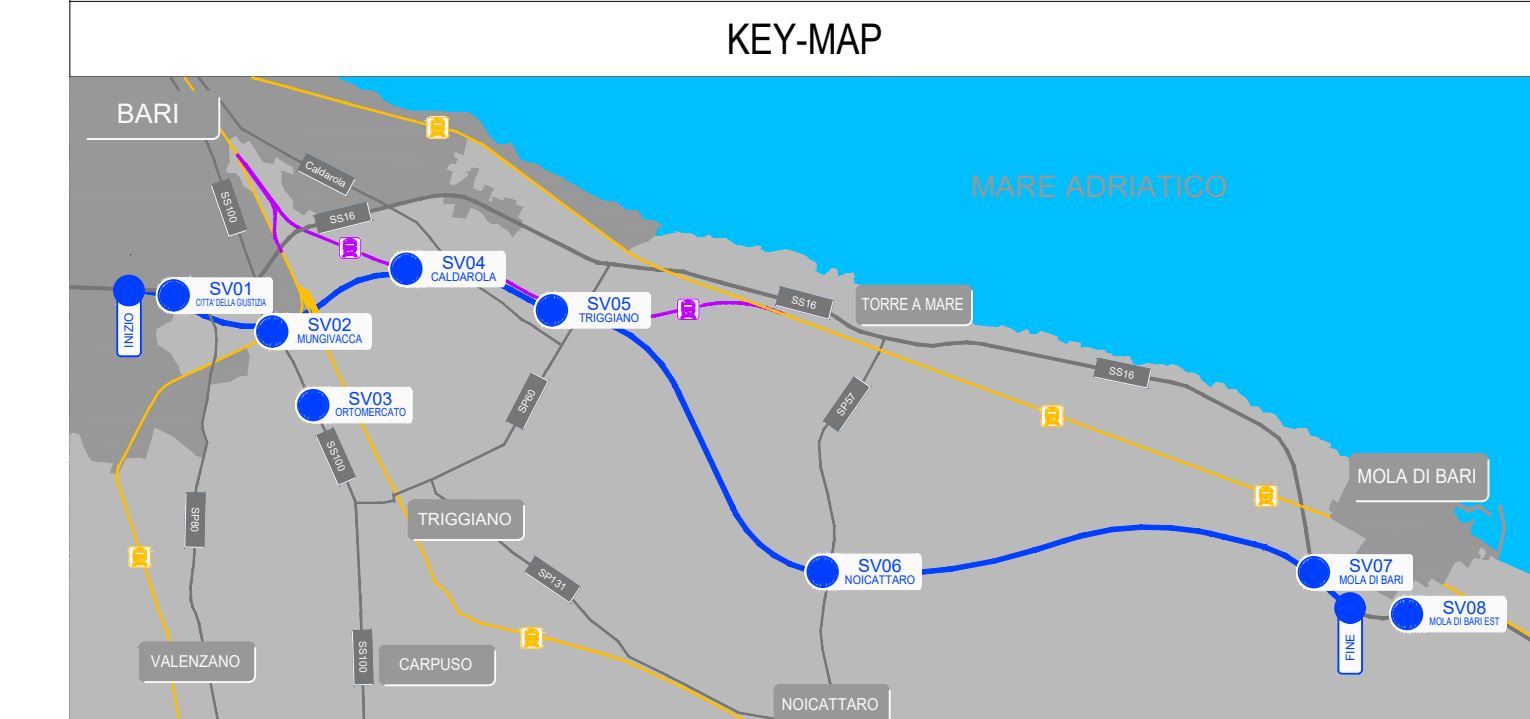 KEY-MAP
BARI
Caldarola
SS100
SS16
MARE ADRIATICO
SV04
CALDAROLA
SV01
CITTA' DELLA GIUSTIZIA
INIZIO
SV02
MUNGIVACCA
SV05
TRIGGIANO
SS16
TORRE A MARE
SS16
SV03
ORTOMERCATO
SP60
SP57
SS100
MOLA DI BARI
SP80
TRIGGIANO
SP131
SV06
NOICATTARO
SV07
MOLA DI BARI
SV08
MOLA DI BARI EST
FINE
VALENZANO
SS100
CARPUSO
NOICATTARO